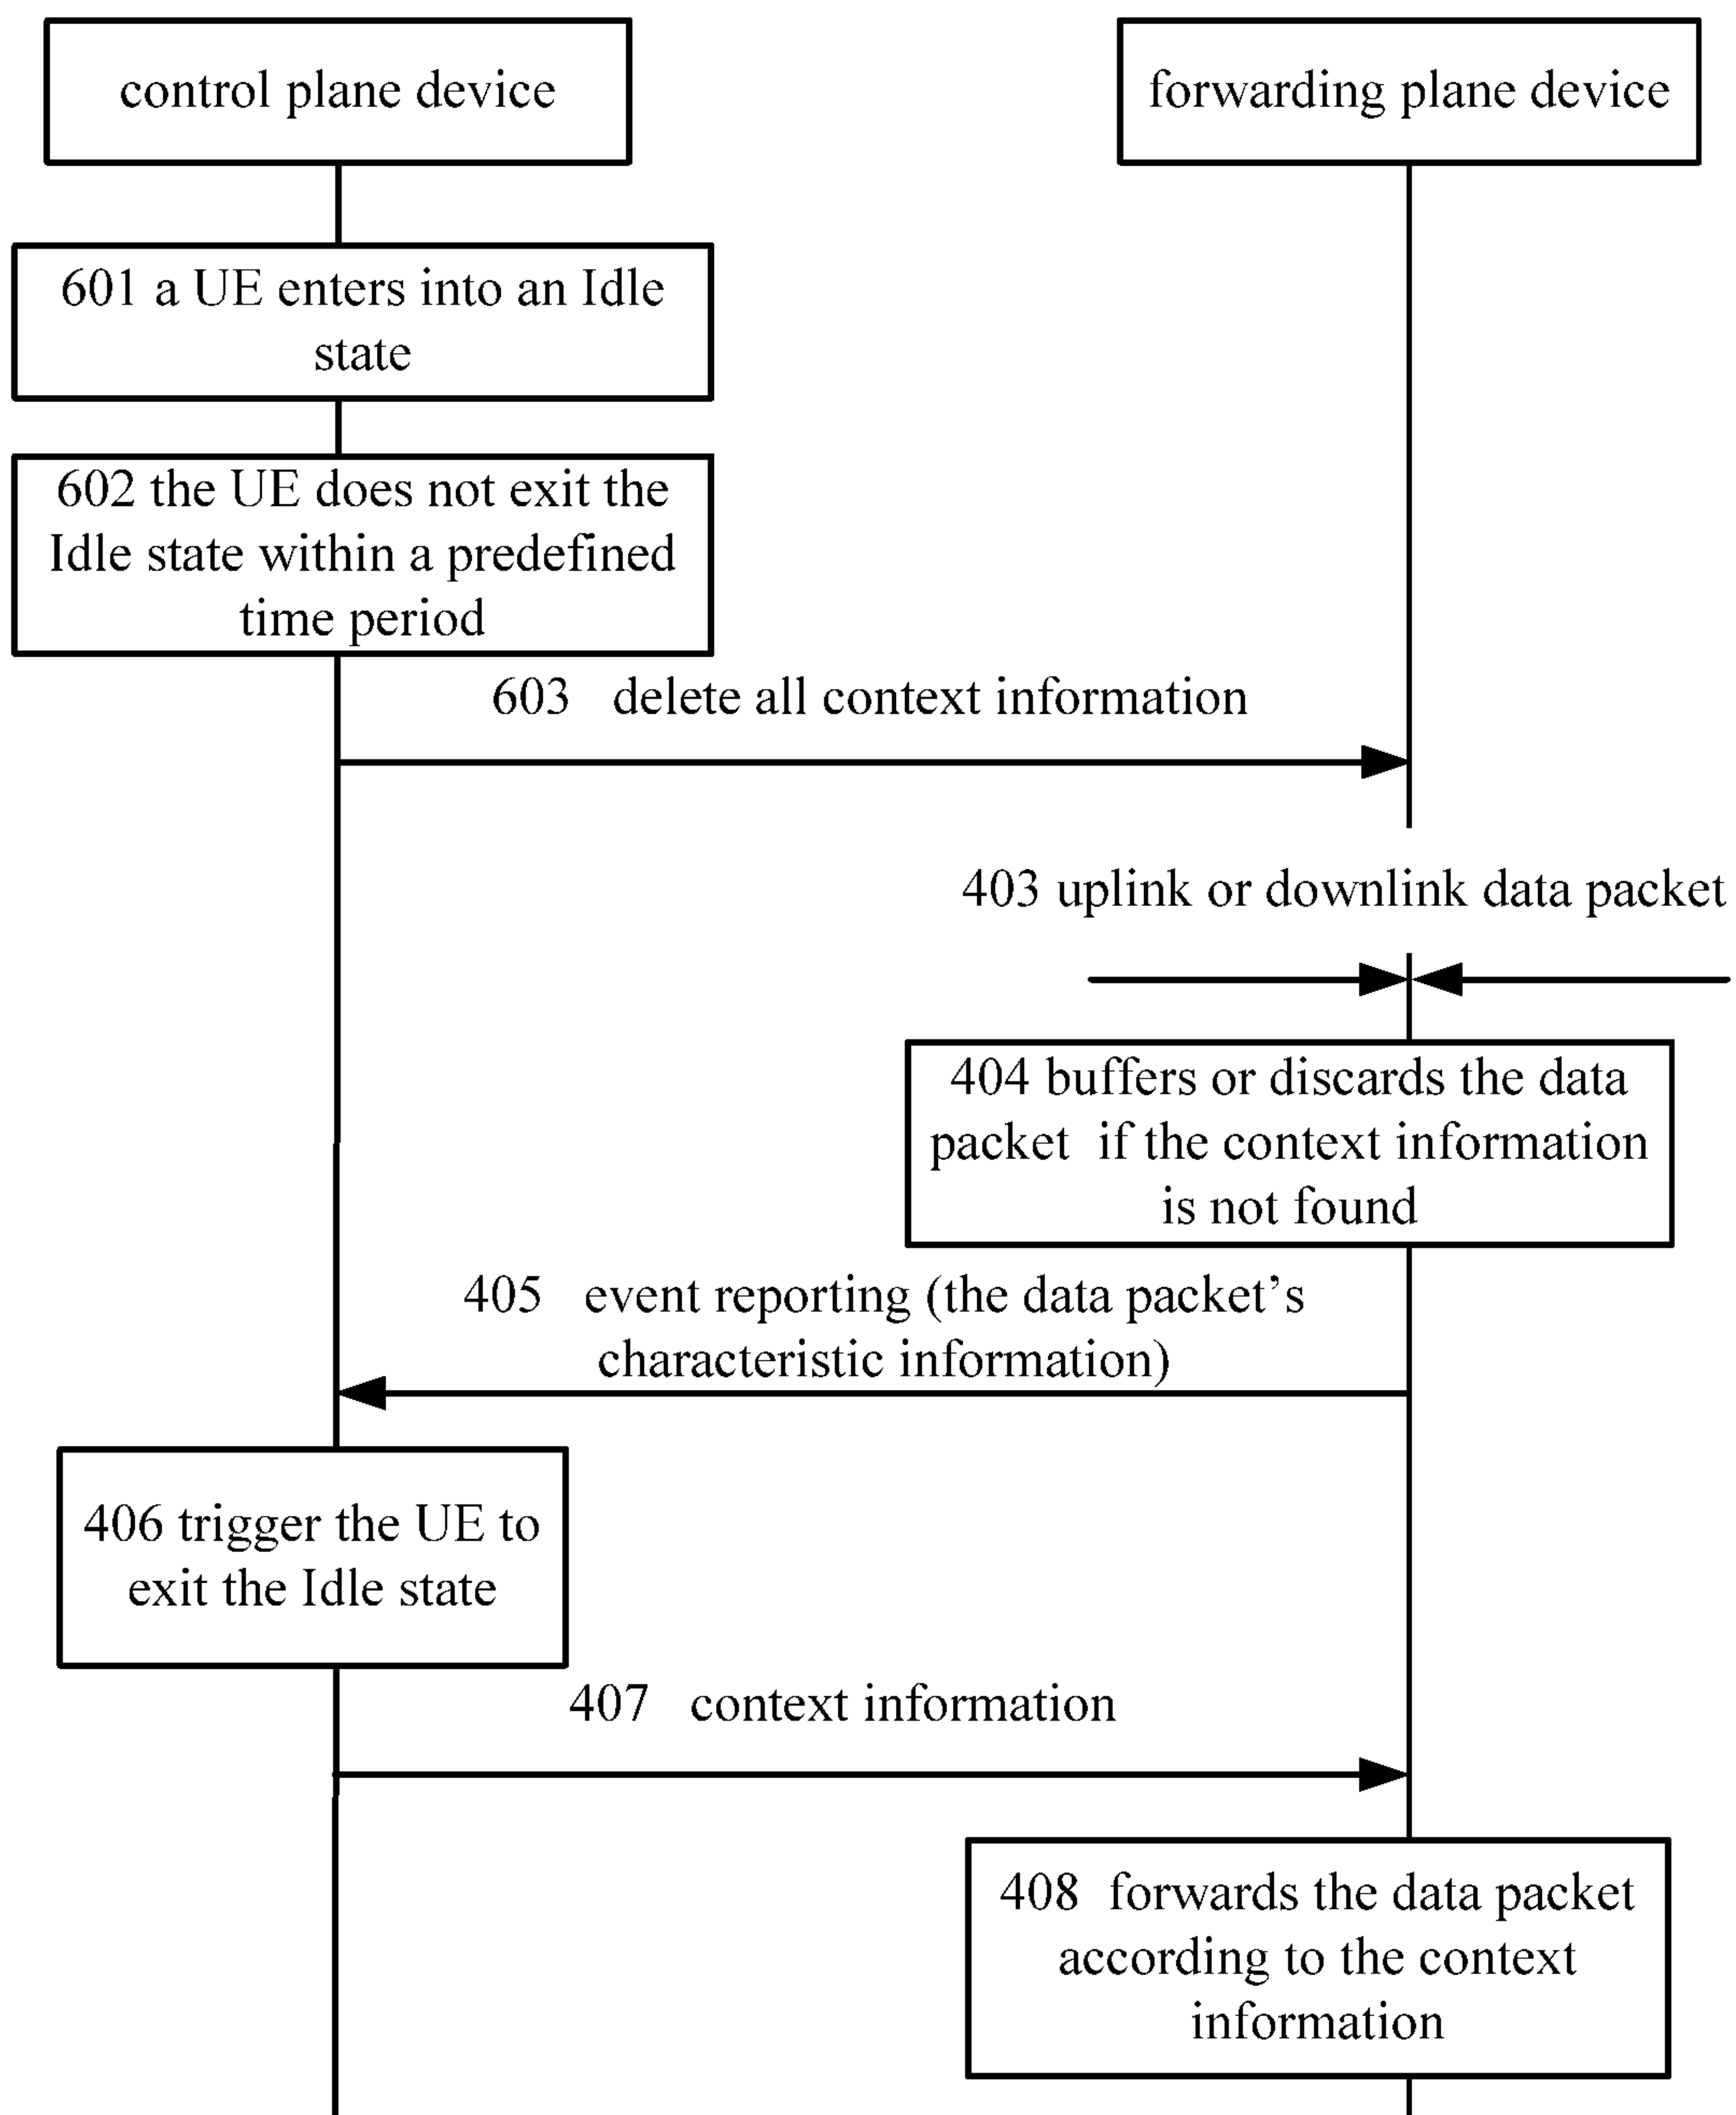 control plane device
forwarding plane device
601 a UE enters into an Idle
state
602 the UE does not exit the
Idle state within a predefined
time period
603 delete all context information
403 uplink or downlink data packet
404 buffers or discards the data
packet if the context information
is not found
405 event reporting (the data packet’s
characteristic information)
406 trigger the UE to
exit the Idle state
407 context information
408 forwards the data packet
according to the context
information